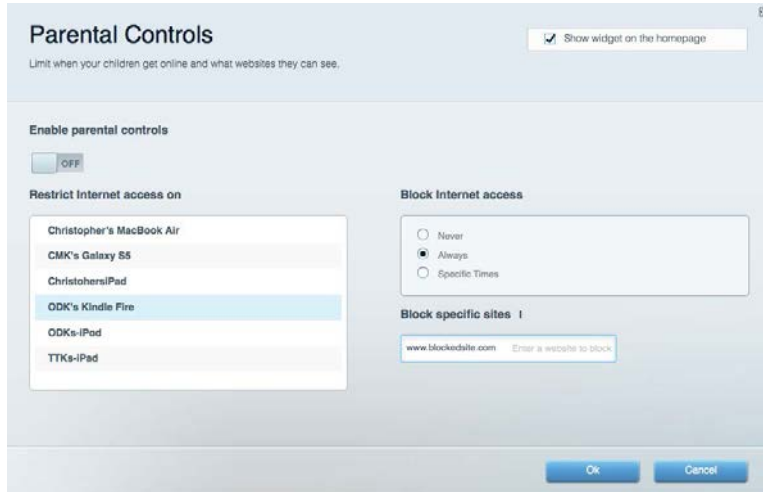 Parental Controls
Show widget on the homepage
Limit when your children get online and what websites they can see.
Enable parental controls
OFF
Restrict Internet access on
Christopher's MacBook Air
CMK's Galaxy S5
ChristohersiPad
ODK's Kindle Fire
ODKs-iPod
TTKs-iPad
Block Internet access
Never
Always
Specific Times
Block specific sites |
www.blockedsite.com Enter a website to block
Ok Cancel